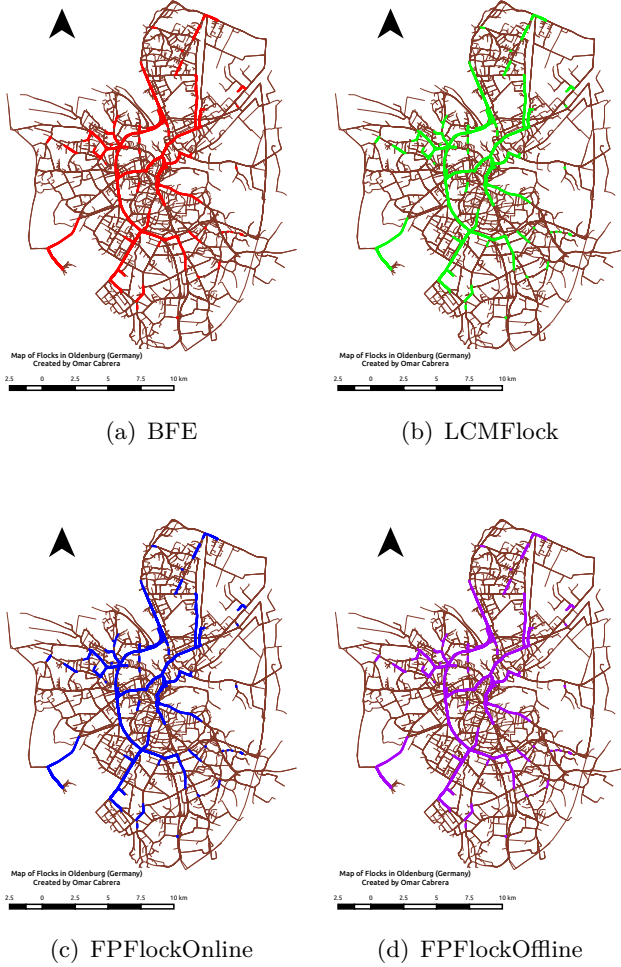 Map of Flocks in Oldenburg (Germany)
Created by Omar Cabrera
2.5 0 2.5 5 7.5 10 km
Map of Flocks in Oldenburg (Germany)
Created by Omar Cabrera
2.5 0 2.5 5 7.5 10 km
(a) BFE
(b) LCMFlock
Map of Flocks in Oldenburg (Germany)
Created by Omar Cabrera
2.5 0 2.5 5 7.5 10 km
Map of Flocks in Oldenburg (Germany)
Created by Omar Cabrera
2.5 0 2.5 5 7.5 10 km
(c) FPFlockOnline
(d) FPFlockOffline